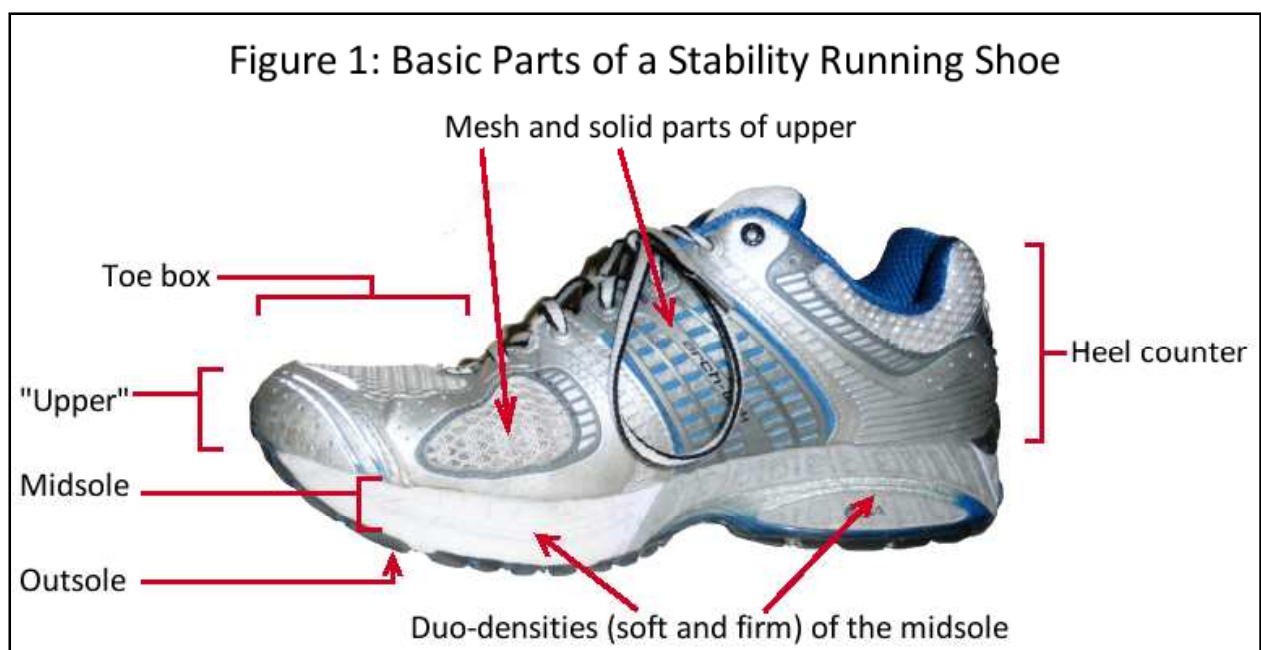 Figure 1: Basic Parts of a Stability Running Shoe
Mesh and solid parts of upper
Toe box
Heel counter
"Upper"
Midsole
Outsole
Duo-densities (soft and firm) of the midsole